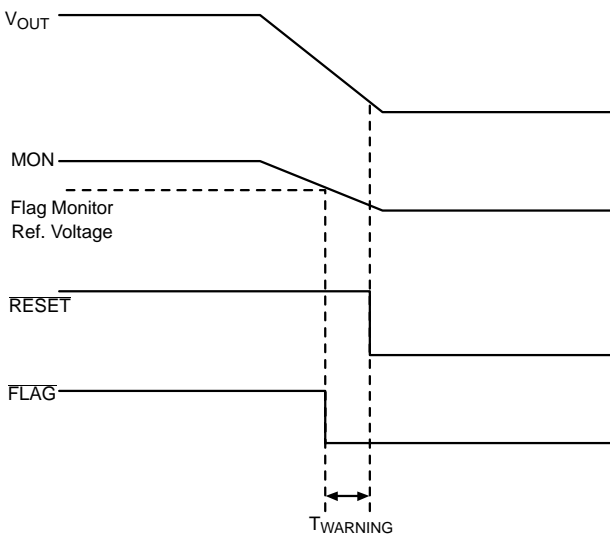 VOUT
MON
Flag Monitor
Ref. Voltage
RESET
FLAG
TWARNING